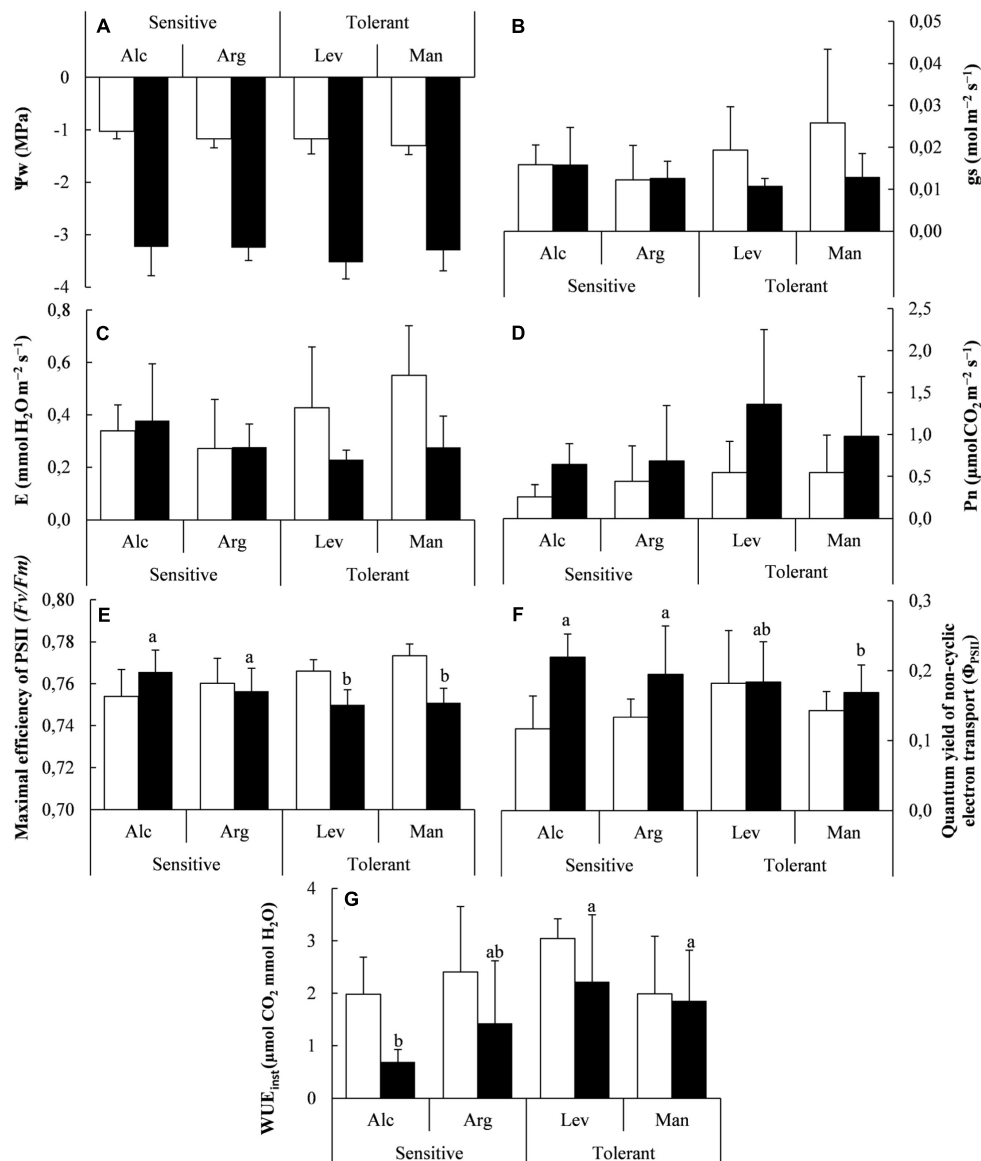 A
Sensitive
Tolerant
Alc
Arg
Lev
Man
0
-1
-2
-3
-4
Ψw (MPa)
B
0,05
0,04
0,03
0,02
0,01
0,00
gs (mol m−2 s−1)
Alc
Arg
Lev
Man
Sensitive
Tolerant
C
0,8
0,6
0,4
0,2
0,0
E (mmol H2O m−2 s−1)
Alc
Arg
Lev
Man
Sensitive
Tolerant
D
2,5
2,0
1,5
1,0
0,5
0,0
Pn (µmolCO2 m−2 s−1)
Alc
Arg
Lev
Man
Sensitive
Tolerant
E
0,80
0,78
0,76
0,74
0,72
0,70
Maximal efficiency of PSII (Fv/Fm)
a
a
b
b
Alc
Arg
Lev
Man
Sensitive
Tolerant
F
0,3
0,2
0,1
0,0
Quantum yield of non-cyclic
electron transport (ΦPSII)
a
a
ab
b
Alc
Arg
Lev
Man
Sensitive
Tolerant
G
4
3
2
1
0
WUEinst (µmol CO2 mmol H2O)
b
ab
a
a
Alc
Arg
Lev
Man
Sensitive
Tolerant